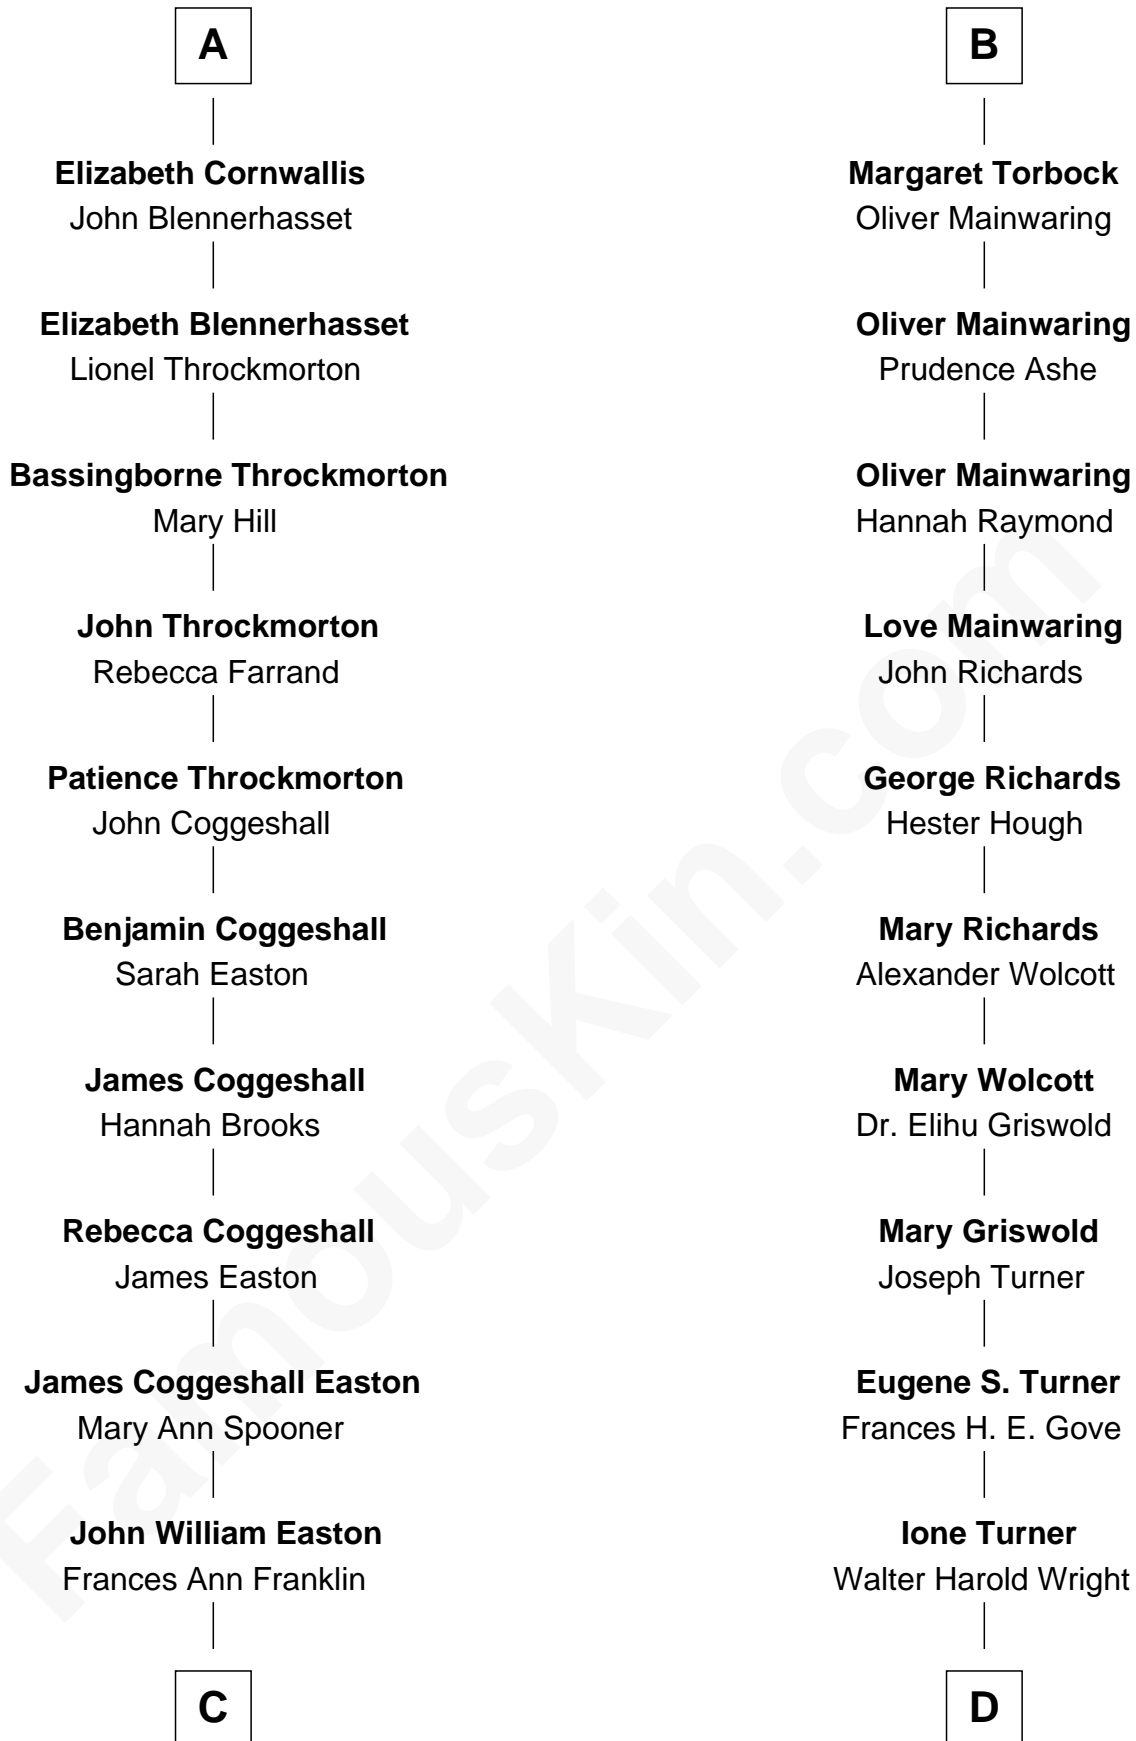 A
Elizabeth Cornwallis
John Blennerhasset
Elizabeth Blennerhasset
Lionel Throckmorton
Bassingborne Throckmorton
Mary Hill
John Throckmorton
Rebecca Farrand
Patience Throckmorton
John Coggeshall
Benjamin Coggeshall
Sarah Easton
James Coggeshall
Hannah Brooks
Rebecca Coggeshall
James Easton
James Coggeshall Easton
Mary Ann Spooner
John William Easton
Frances Ann Franklin
C
B
Margaret Torbock
Oliver Mainwaring
Oliver Mainwaring
Prudence Ashe
Oliver Mainwaring
Hannah Raymond
Love Mainwaring
John Richards
George Richards
Hester Hough
Mary Richards
Alexander Wolcott
Mary Wolcott
Dr. Elihu Griswold
Mary Griswold
Joseph Turner
Eugene S. Turner
Frances H. E. Gove
Ione Turner
Walter Harold Wright
D
FamousKin.com